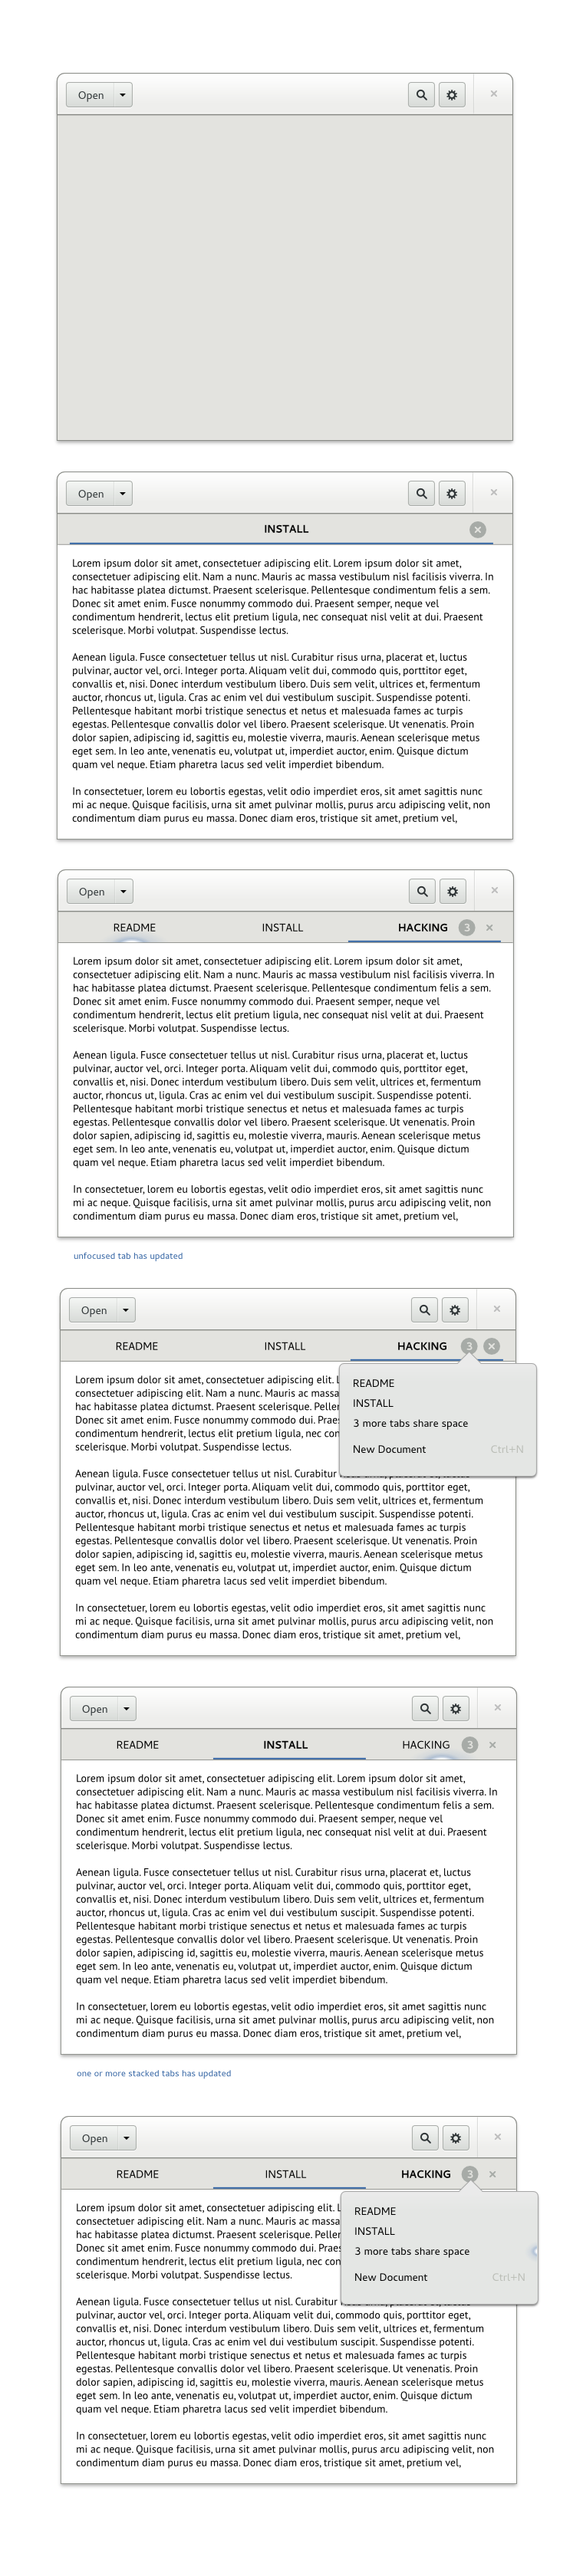 Open
Open
INSTALL
Lorem ipsum dolor sit amet, consectetuer adipiscing elit. Lorem ipsum dolor sit amet,
consectetuer adipiscing elit. Nam a nunc. Mauris ac massa vestibulum nisl facilisis viverra. In
hac habitasse platea dictumst. Praesent scelerisque. Pellentesque condimentum felis a sem.
Donec sit amet enim. Fusce nonummy commodo dui. Praesent semper, neque vel
condimentum hendrerit, lectus elit pretium ligula, nec consequat nisl velit at dui. Praesent
scelerisque. Morbi volutpat. Suspendisse lectus.
Aenean ligula. Fusce consectetuer tellus ut nisl. Curabitur risus urna, placerat et, luctus
pulvinar, auctor vel, orci. Integer porta. Aliquam velit dui, commodo quis, porttitor eget,
convallis et, nisi. Donec interdum vestibulum libero. Duis sem velit, ultrices et, fermentum
auctor, rhoncus ut, ligula. Cras ac enim vel dui vestibulum suscipit. Suspendisse potenti.
Pellentesque habitant morbi tristique senectus et netus et malesuada fames ac turpis
egestas. Pellentesque convallis dolor vel libero. Praesent scelerisque. Ut venenatis. Proin
dolor sapien, adipiscing id, sagittis eu, molestie viverra, mauris. Aenean scelerisque metus
eget sem. In leo ante, venenatis eu, volutpat ut, imperdiet auctor, enim. Quisque dictum
quam vel neque. Etiam pharetra lacus sed velit imperdiet bibendum.
In consectetuer, lorem eu lobortis egestas, velit odio imperdiet eros, sit amet sagittis nunc
mi ac neque. Quisque facilisis, urna sit amet pulvinar mollis, purus arcu adipiscing velit, non
condimentum diam purus eu massa. Donec diam eros, tristique sit amet, pretium vel,
Open
README INSTALL HACKING 3
Lorem ipsum dolor sit amet, consectetuer adipiscing elit. Lorem ipsum dolor sit amet,
consectetuer adipiscing elit. Nam a nunc. Mauris ac massa vestibulum nisl facilisis viverra. In
hac habitasse platea dictumst. Praesent scelerisque. Pellentesque condimentum felis a sem.
Donec sit amet enim. Fusce nonummy commodo dui. Praesent semper, neque vel
condimentum hendrerit, lectus elit pretium ligula, nec consequat nisl velit at dui. Praesent
scelerisque. Morbi volutpat. Suspendisse lectus.
Aenean ligula. Fusce consectetuer tellus ut nisl. Curabitur risus urna, placerat et, luctus
pulvinar, auctor vel, orci. Integer porta. Aliquam velit dui, commodo quis, porttitor eget,
convallis et, nisi. Donec interdum vestibulum libero. Duis sem velit, ultrices et, fermentum
auctor, rhoncus ut, ligula. Cras ac enim vel dui vestibulum suscipit. Suspendisse potenti.
Pellentesque habitant morbi tristique senectus et netus et malesuada fames ac turpis
egestas. Pellentesque convallis dolor vel libero. Praesent scelerisque. Ut venenatis. Proin
dolor sapien, adipiscing id, sagittis eu, molestie viverra, mauris. Aenean scelerisque metus
eget sem. In leo ante, venenatis eu, volutpat ut, imperdiet auctor, enim. Quisque dictum
quam vel neque. Etiam pharetra lacus sed velit imperdiet bibendum.
In consectetuer, lorem eu lobortis egestas, velit odio imperdiet eros, sit amet sagittis nunc
mi ac neque. Quisque facilisis, urna sit amet pulvinar mollis, purus arcu adipiscing velit, non
condimentum diam purus eu massa. Donec diam eros, tristique sit amet, pretium vel,
unfocused tab has updated
Open
README INSTALL HACKING 3
README
INSTALL
3 more tabs share space
New Document Ctrl+N
Lorem ipsum dolor sit amet, consectetuer adipiscing elit.
consectetuer adipiscing elit. Nam a nunc. Mauris ac massa
hac habitasse platea dictumst. Praesent scelerisque.
Donec sit amet enim. Fusce nonummy commodo dui.
condimentum hendrerit, lectus elit pretium ligula, nec
scelerisque. Morbi volutpat. Suspendisse lectus.
Aenean ligula. Fusce consectetuer tellus ut nisl. Curabitur
pulvinar, auctor vel, orci. Integer porta. Aliquam velit dui, commodo quis, porttitor eget,
convallis et, nisi. Donec interdum vestibulum libero. Duis sem velit, ultrices et, fermentum
auctor, rhoncus ut, ligula. Cras ac enim vel dui vestibulum suscipit. Suspendisse potenti.
Pellentesque habitant morbi tristique senectus et netus et malesuada fames ac turpis
egestas. Pellentesque convallis dolor vel libero. Praesent scelerisque. Ut venenatis. Proin
dolor sapien, adipiscing id, sagittis eu, molestie viverra, mauris. Aenean scelerisque metus
eget sem. In leo ante, venenatis eu, volutpat ut, imperdiet auctor, enim. Quisque dictum
quam vel neque. Etiam pharetra lacus sed velit imperdiet bibendum.
In consectetuer, lorem eu lobortis egestas, velit odio imperdiet eros, sit amet sagittis nunc
mi ac neque. Quisque facilisis, urna sit amet pulvinar mollis, purus arcu adipiscing velit, non
condimentum diam purus eu massa. Donec diam eros, tristique sit amet, pretium vel,
Open
README INSTALL HACKING 3
Lorem ipsum dolor sit amet, consectetuer adipiscing elit. Lorem ipsum dolor sit amet,
consectetuer adipiscing elit. Nam a nunc. Mauris ac massa vestibulum nisl facilisis viverra. In
hac habitasse platea dictumst. Praesent scelerisque. Pellentesque condimentum felis a sem.
Donec sit amet enim. Fusce nonummy commodo dui. Praesent semper, neque vel
condimentum hendrerit, lectus elit pretium ligula, nec consequat nisl velit at dui. Praesent
scelerisque. Morbi volutpat. Suspendisse lectus.
Aenean ligula. Fusce consectetuer tellus ut nisl. Curabitur risus urna, placerat et, luctus
pulvinar, auctor vel, orci. Integer porta. Aliquam velit dui, commodo quis, porttitor eget,
convallis et, nisi. Donec interdum vestibulum libero. Duis sem velit, ultrices et, fermentum
auctor, rhoncus ut, ligula. Cras ac enim vel dui vestibulum suscipit. Suspendisse potenti.
Pellentesque habitant morbi tristique senectus et netus et malesuada fames ac turpis
egestas. Pellentesque convallis dolor vel libero. Praesent scelerisque. Ut venenatis. Proin
dolor sapien, adipiscing id, sagittis eu, molestie viverra, mauris. Aenean scelerisque metus
eget sem. In leo ante, venenatis eu, volutpat ut, imperdiet auctor, enim. Quisque dictum
quam vel neque. Etiam pharetra lacus sed velit imperdiet bibendum.
In consectetuer, lorem eu lobortis egestas, velit odio imperdiet eros, sit amet sagittis nunc
mi ac neque. Quisque facilisis, urna sit amet pulvinar mollis, purus arcu adipiscing velit, non
condimentum diam purus eu massa. Donec diam eros, tristique sit amet, pretium vel,
one or more stacked tabs has updated
Open
README INSTALL HACKING 3
README
INSTALL
3 more tabs share space
New Document Ctrl+N
Lorem ipsum dolor sit amet, consectetuer adipiscing elit.
consectetuer adipiscing elit. Nam a nunc. Mauris ac massa
hac habitasse platea dictumst. Praesent scelerisque.
Donec sit amet enim. Fusce nonummy commodo dui.
condimentum hendrerit, lectus elit pretium ligula, nec
scelerisque. Morbi volutpat. Suspendisse lectus.
Aenean ligula. Fusce consectetuer tellus ut nisl. Curabitur
pulvinar, auctor vel, orci. Integer porta. Aliquam velit dui, commodo quis, porttitor eget,
convallis et, nisi. Donec interdum vestibulum libero. Duis sem velit, ultrices et, fermentum
auctor, rhoncus ut, ligula. Cras ac enim vel dui vestibulum suscipit. Suspendisse potenti.
Pellentesque habitant morbi tristique senectus et netus et malesuada fames ac turpis
egestas. Pellentesque convallis dolor vel libero. Praesent scelerisque. Ut venenatis. Proin
dolor sapien, adipiscing id, sagittis eu, molestie viverra, mauris. Aenean scelerisque metus
eget sem. In leo ante, venenatis eu, volutpat ut, imperdiet auctor, enim. Quisque dictum
quam vel neque. Etiam pharetra lacus sed velit imperdiet bibendum.
In consectetuer, lorem eu lobortis egestas, velit odio imperdiet eros, sit amet sagittis nunc
mi ac neque. Quisque facilisis, urna sit amet pulvinar mollis, purus arcu adipiscing velit, non
condimentum diam purus eu massa. Donec diam eros, tristique sit amet, pretium vel,